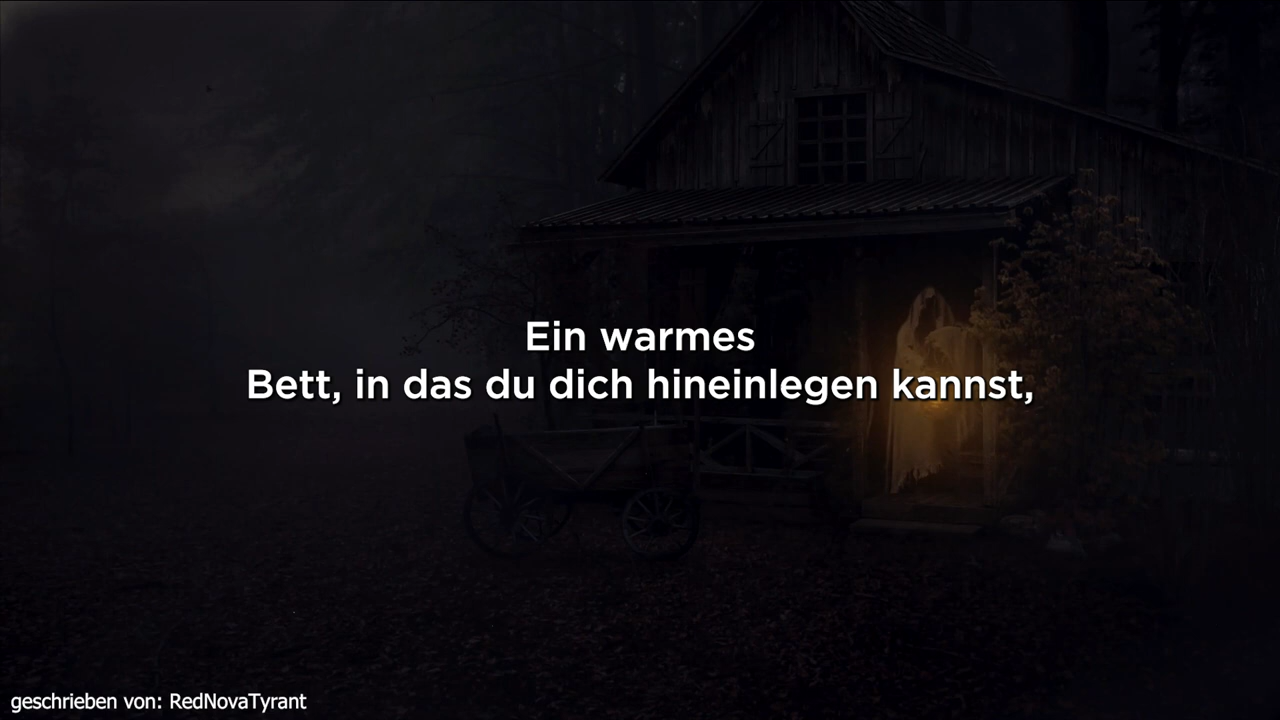 Ein warmes
Bett, in das du dich hineinlegen kannst,
geschrieben von: RedNovaTyrant